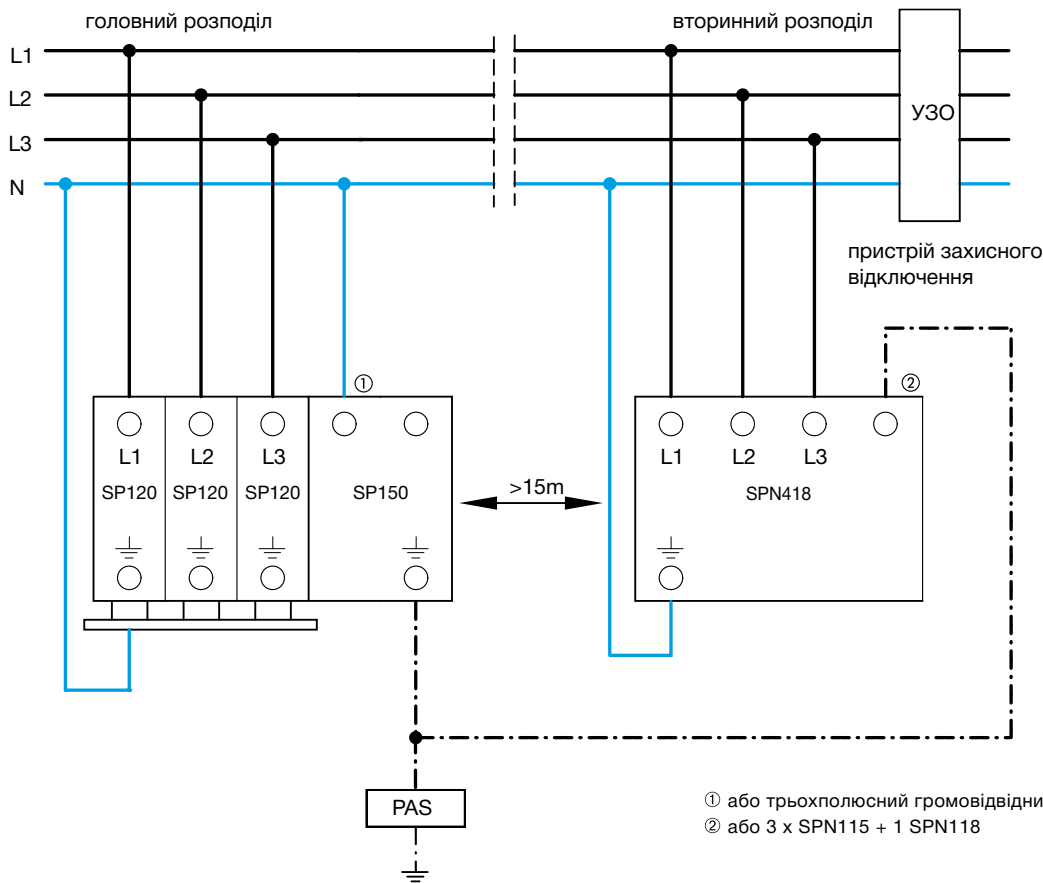 головний розподіл
вторинний розподіл
L1
L2
L3
N
УЗО
пристрій захисного
відключення
①
②
L1 L2 L3
SP120 SP120 SP120 SP150
>15m
L1 L2 L3
SPN418
PAS
① або трьохполюсний громовідвідни
② або 3 x SPN115 + 1 SPN118